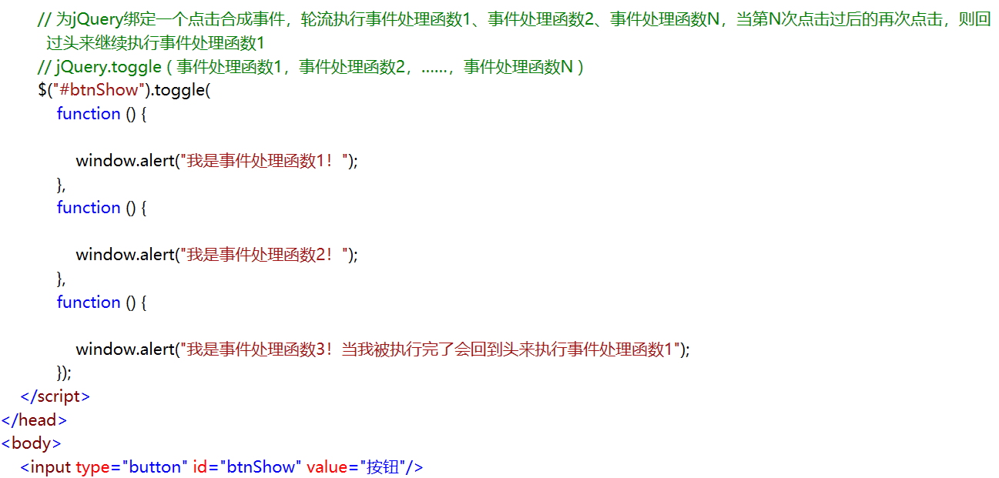 // 为jQuery绑定一个点击合成事件，轮流执行事件处理函数1、事件处理函数2、事件处理函数N，当第N次点击过后的再次点击，则回
过头来继续执行事件处理函数1
// jQuery.toggle ( 事件处理函数1，事件处理函数2，……，事件处理函数N )
$("#btnShow").toggle(
function () {
window.alert("我是事件处理函数1！");
},
function () {
window.alert("我是事件处理函数2！");
},
function () {
window.alert("我是事件处理函数3！当我被执行完了会回到头来执行事件处理函数1");
});
</script>
</head>
<body>
<input type="button" id="btnShow" value="按钮"/>